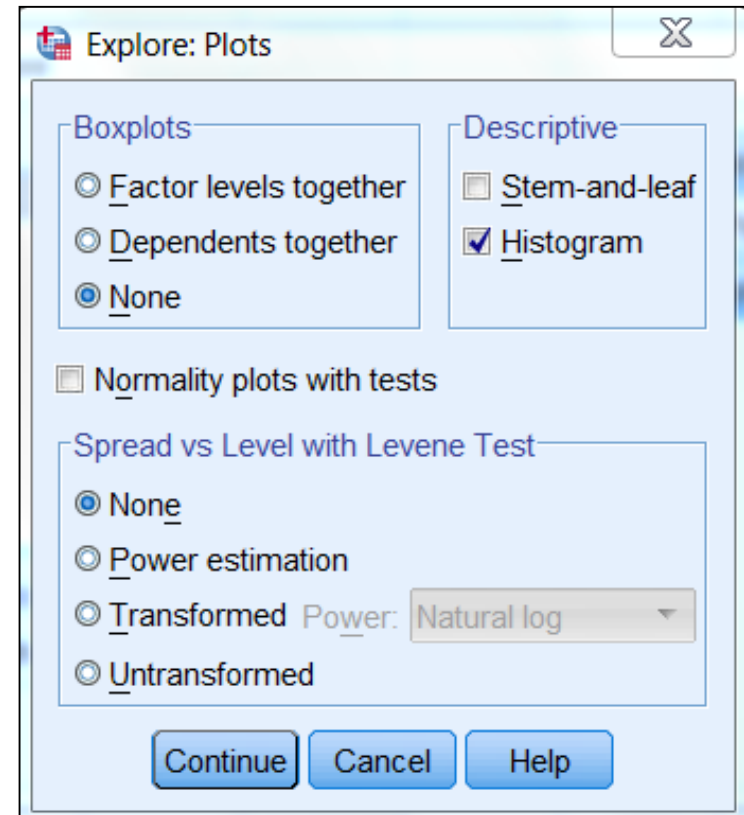 Explore: Plots
Boxplots
Factor levels together
Dependents together
None
Descriptive
Stem-and-leaf
Histogram
Normality plots with tests
Spread vs Level with Levene Test
None
Power estimation
Transformed Power: Natural log
Untransformed
Continue Cancel Help